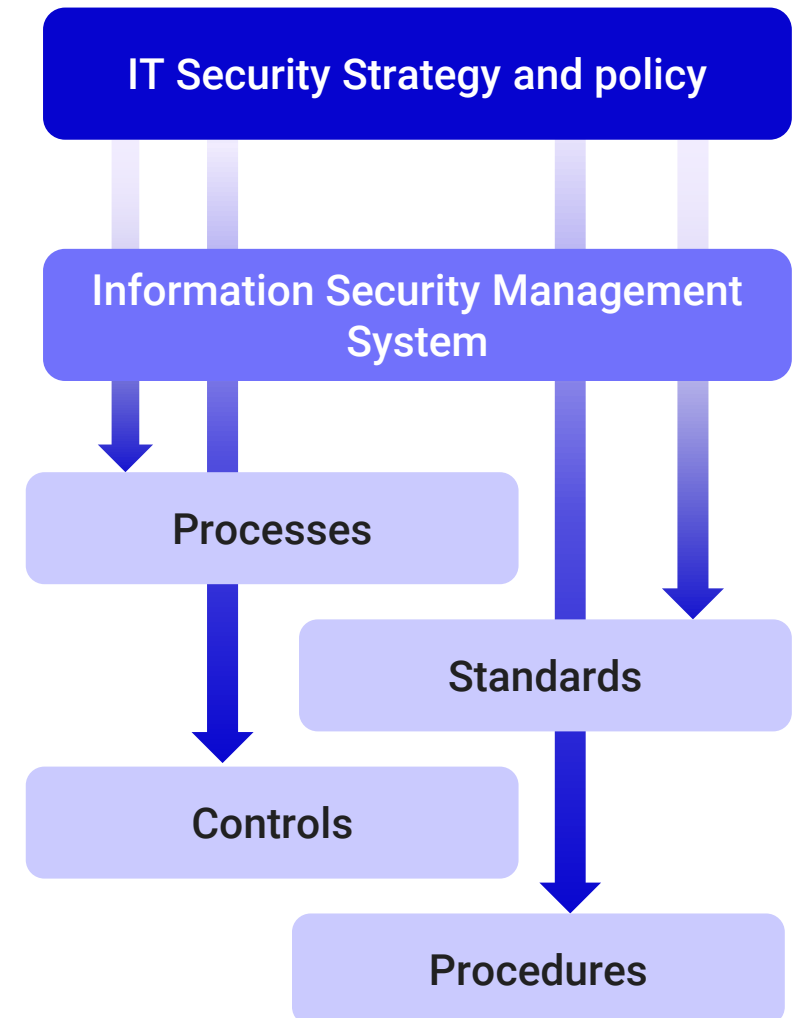 IT Security Strategy and policy
Information Security Management
System
Processes
Standards
Controls
Procedures